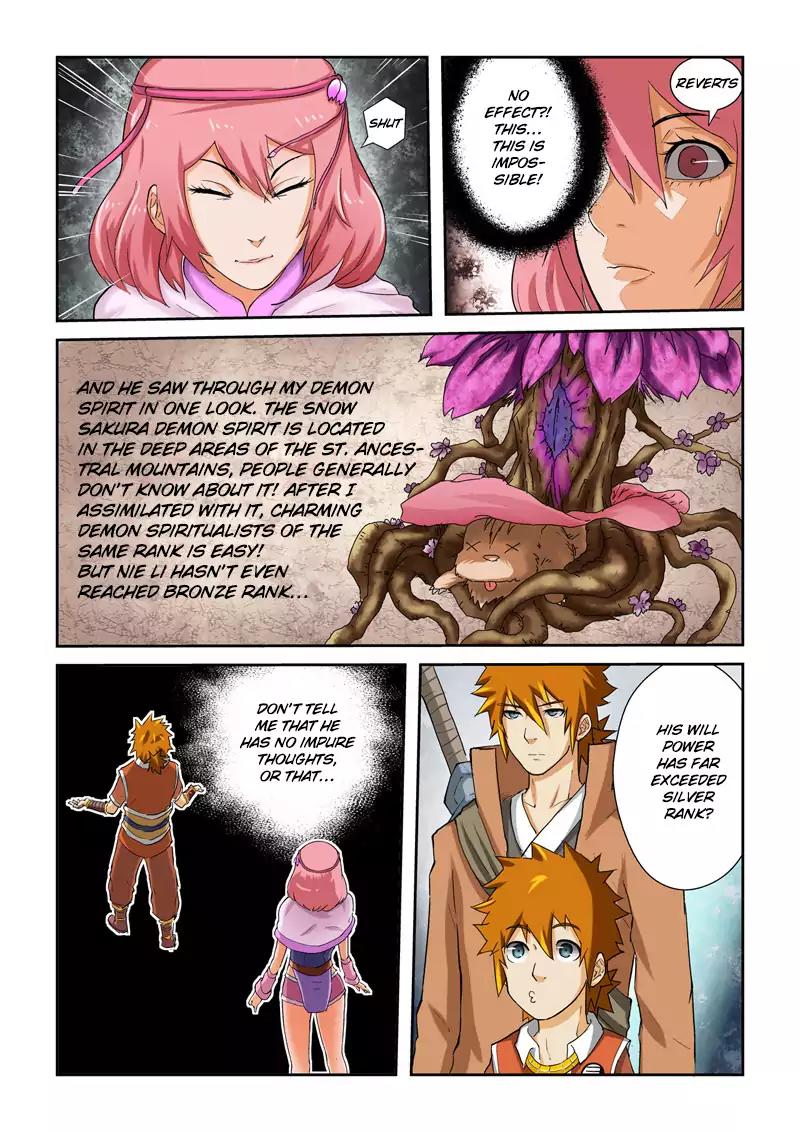 SHUT
REVERTS
NO
EFFECT?!
THIS...
THIS IS
IMPOS-
SIBLE!
AND HE SAW THROUGH MY DEMON
SPIRIT IN ONE LOOK. THE SNOW
SAKURA DEMON SPIRIT IS LOCATED
IN THE DEEP AREAS OF THE ST. ANCES-
TRAL MOUNTAINS, PEOPLE GENERALLY
DON'T KNOW ABOUT IT! AFTER I
ASSIMILATED WITH IT, CHARMING
DEMON SPIRITUALISTS OF THE
SAME RANK IS EASY!
BUT NIE LI HASN'T EVEN
REACHED BRONZE RANK...
DON'T TELL
ME THAT HE
HAS NO IMPURE
THOUGHTS,
OR THAT...
HIS WILL
POWER
HAS FAR
EXCEEDED
SILVER
RANK?